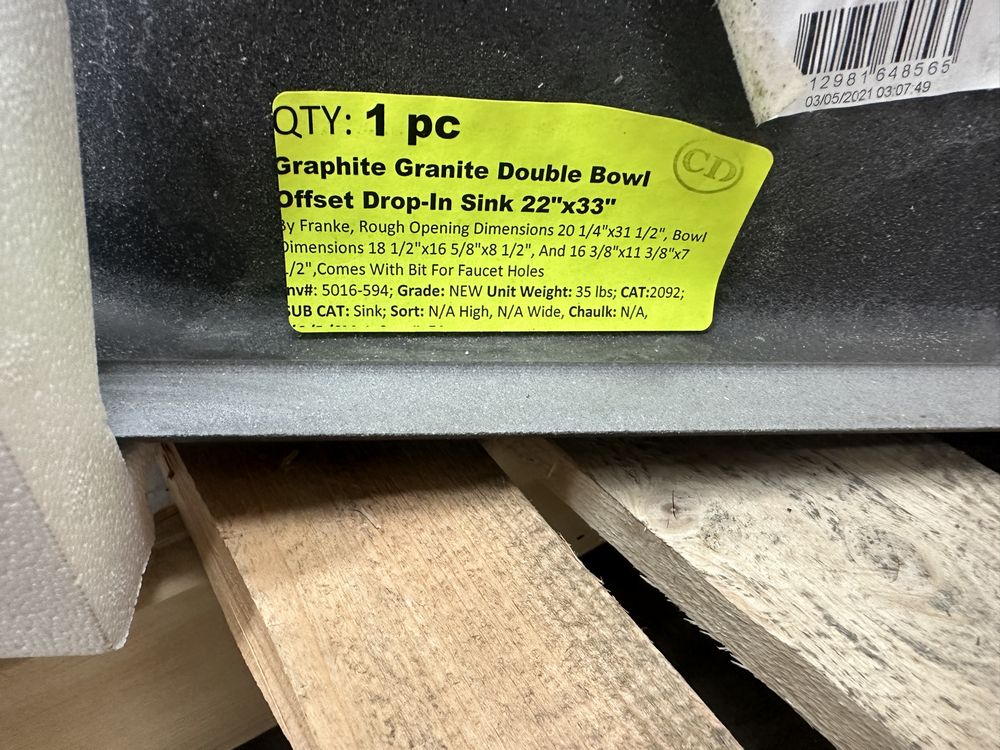 12981 648565
03/05/2021 03:07:49
QTY: 1 pc
CD
Graphite Granite Double Bowl
Offset Drop-In Sink 22"x33"
By Franke, Rough Opening Dimensions 20 1/4"x31 1/2", Bowl
Dimensions 18 1/2"x16 5/8"x8 1/2", And 16 3/8"x11 3/8"x7
1/2",Comes With Bit For Faucet Holes
Inv#: 5016-594; Grade: NEW Unit Weight: 35 lbs; CAT:2092;
SUB CAT: Sink; Sort: N/A High, N/A Wide, Chaulk: N/A,